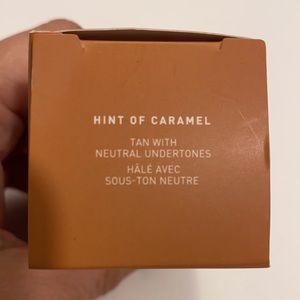 HINT OF CARAMEL
TAN WITH
NEUTRAL UNDERTONES
HÂLÉ AVEC
SOUS-TON NEUTRE